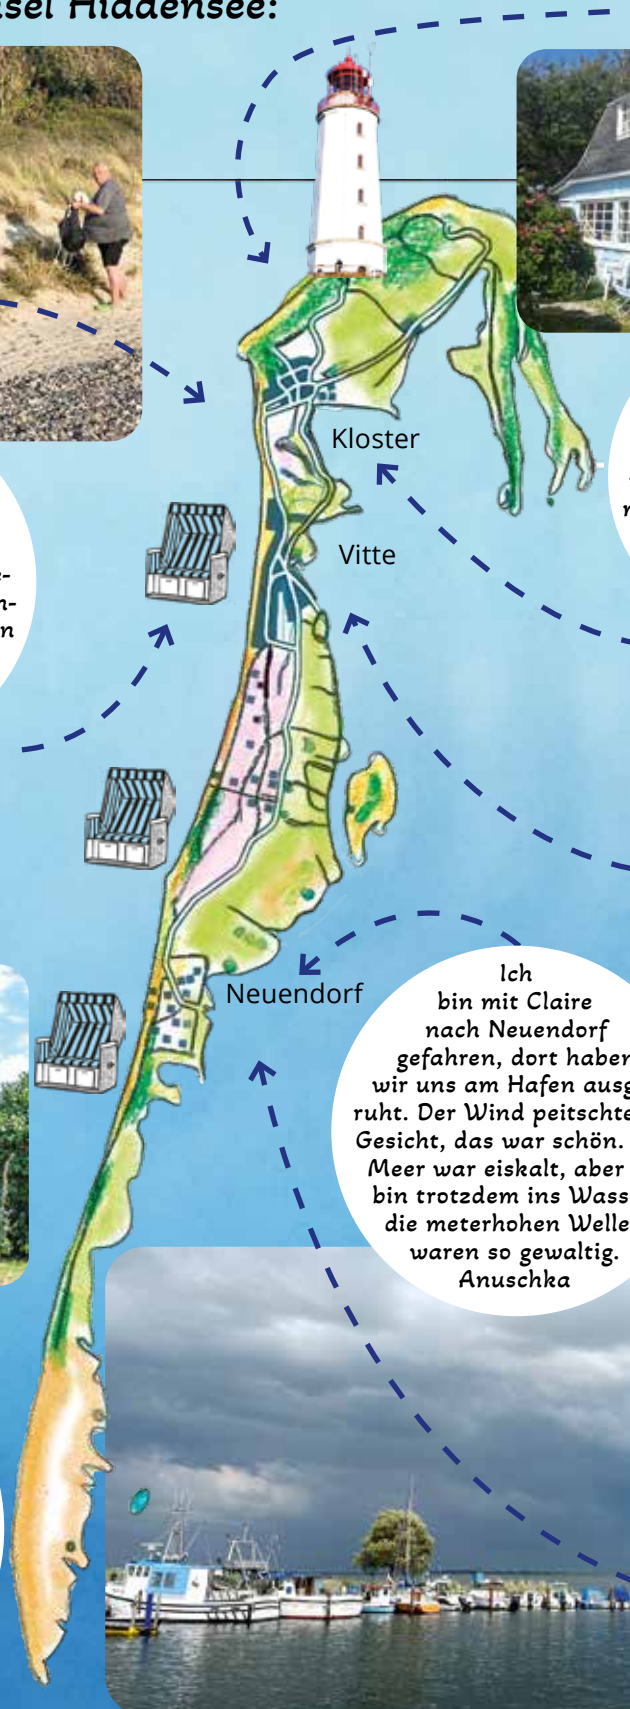 Insel Hiddensee:
Kloster
Vitte
e-
n-
n
Neuendorf
Ich
bin mit Claire
nach Neuendorf
gefahren, dort haben
wir uns am Hafen ausg
ruht. Der Wind peitschte
Gesicht, das war schön.
Meer war eiskalt, aber
bin trotzdem ins Wass
die meterhohen Welle
waren so gewaltig.
Anuschka